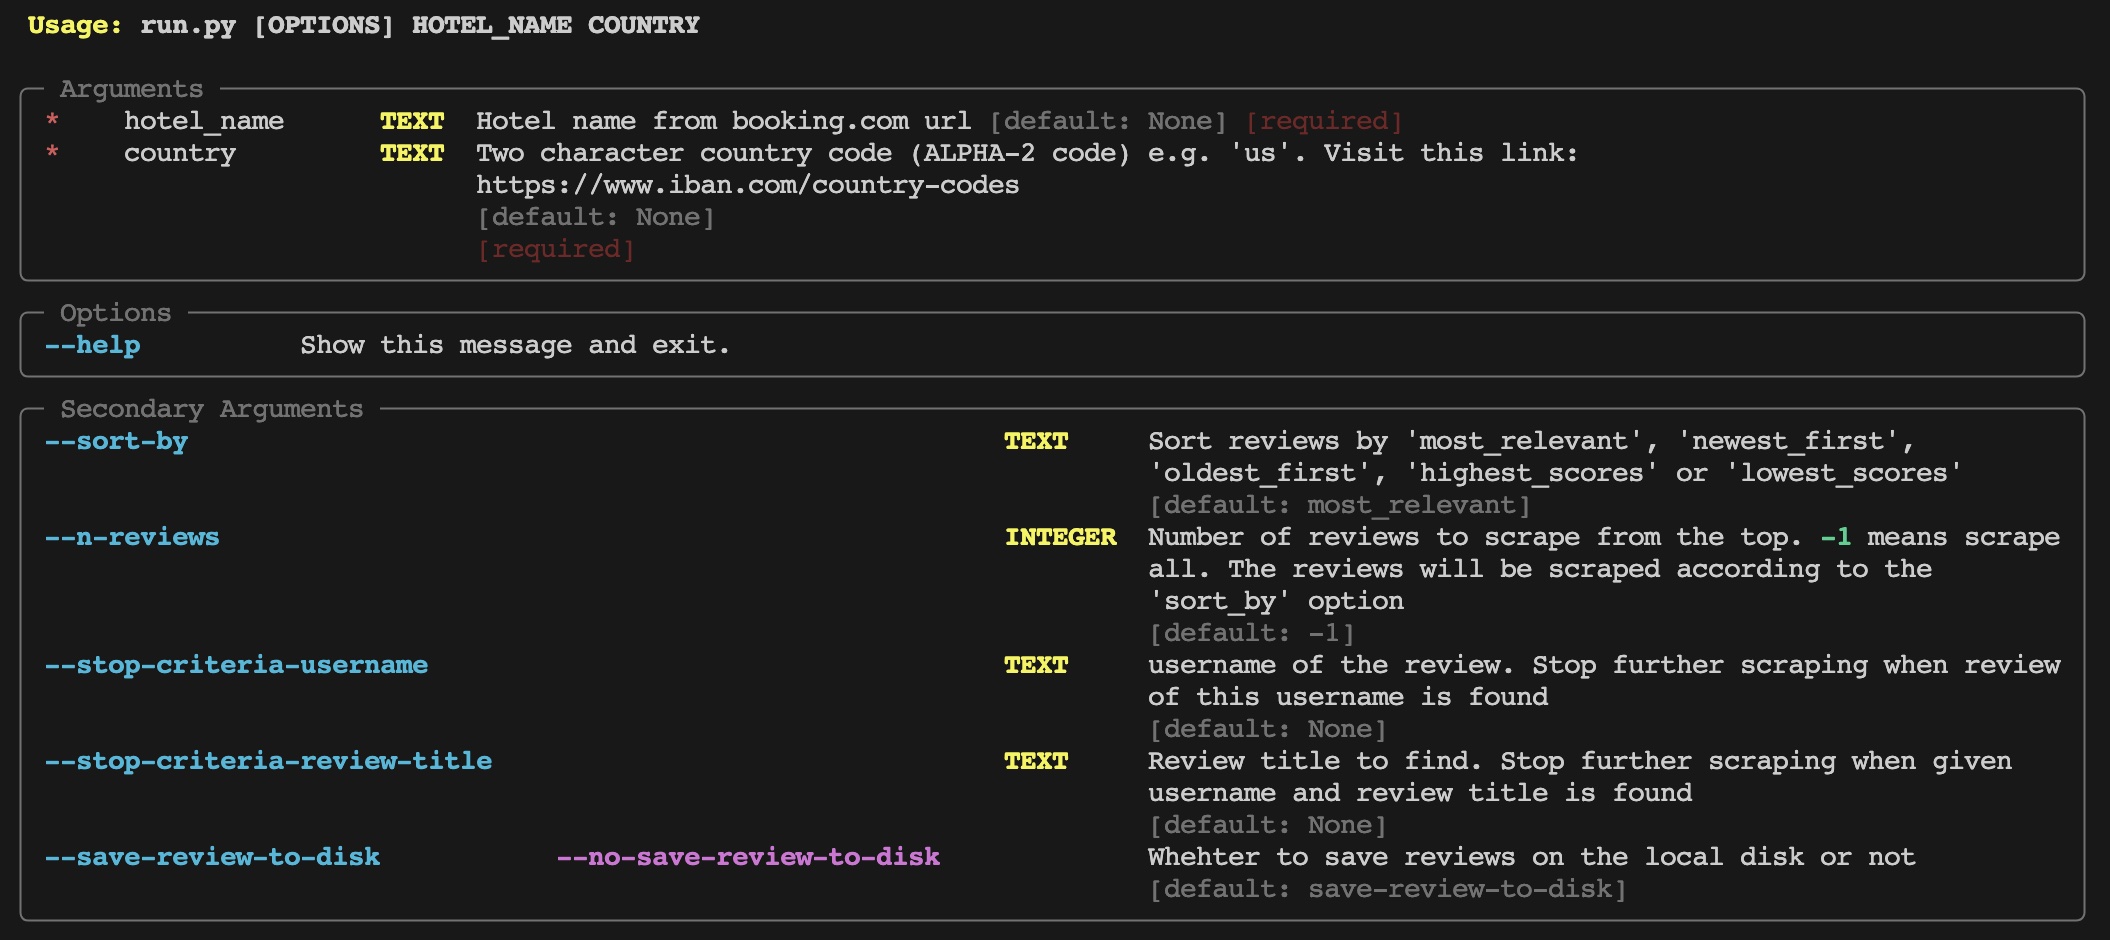 Usage: run.py [OPTIONS] HOTEL_NAME COUNTRY
Arguments
* hotel_name TEXT Hotel name from booking.com url [default: None] [required]
* country TEXT Two character country code (ALPHA-2 code) e.g. 'us'. Visit this link:
https://www.iban.com/country-codes
[default: None]
[required]
Options
--help Show this message and exit.
Secondary Arguments
--sort-by TEXT Sort reviews by 'most_relevant', 'newest_first',
'oldest_first', 'highest_scores' or 'lowest_scores'
[default: most_relevant]
--n-reviews INTEGER Number of reviews to scrape from the top. -1 means scrape
all. The reviews will be scraped according to the
'sort_by' option
[default: -1]
--stop-criteria-username TEXT username of the review. Stop further scraping when review
of this username is found
[default: None]
--stop-criteria-review-title TEXT Review title to find. Stop further scraping when given
username and review title is found
[default: None]
--save-review-to-disk --no-save-review-to-disk Whehter to save reviews on the local disk or not
[default: save-review-to-disk]